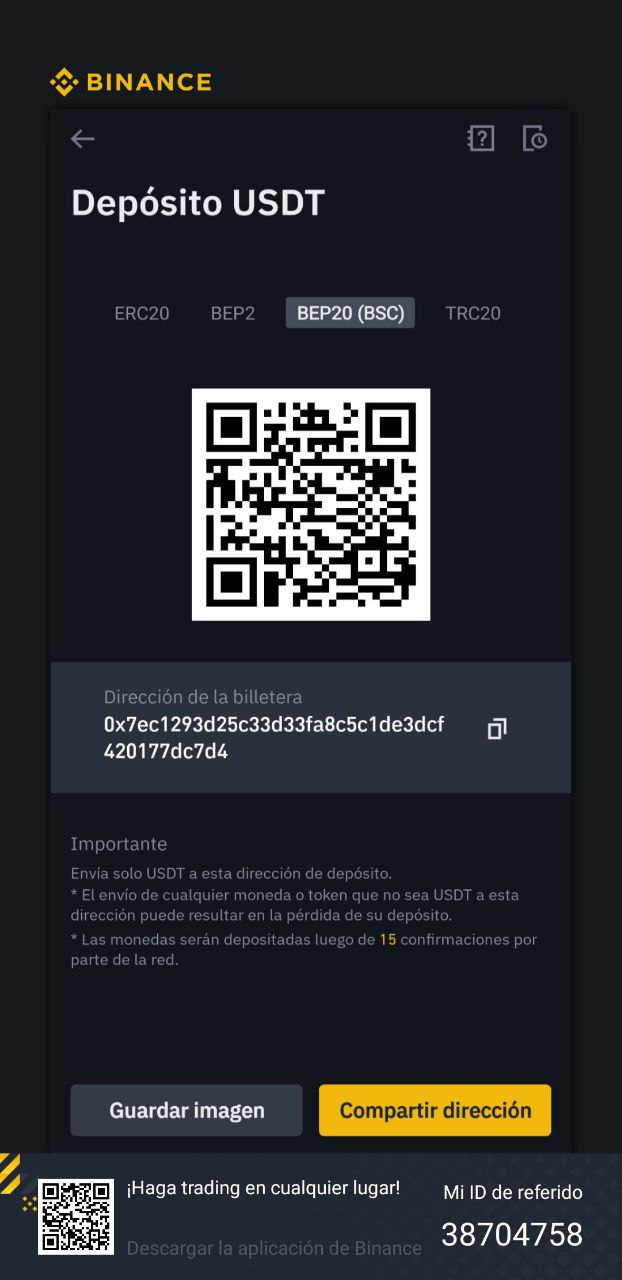 BINANCE
Depósito USDT
ERC20 BEP2 BEP20 (BSC) TRC20
Dirección de la billetera
0x7ec1293d25c33d33fa8c5c1de3dcf
420177dc7d4
Importante
Envía solo USDT a esta dirección de depósito.
* El envío de cualquier moneda o token que no sea USDT a esta
dirección puede resultar en la pérdida de su depósito.
* Las monedas serán depositadas luego de 15 confirmaciones por
parte de la red.
Guardar imagen Compartir dirección
¡Haga trading en cualquier lugar!
Descargar la aplicación de Binance
Mi ID de referido
38704758